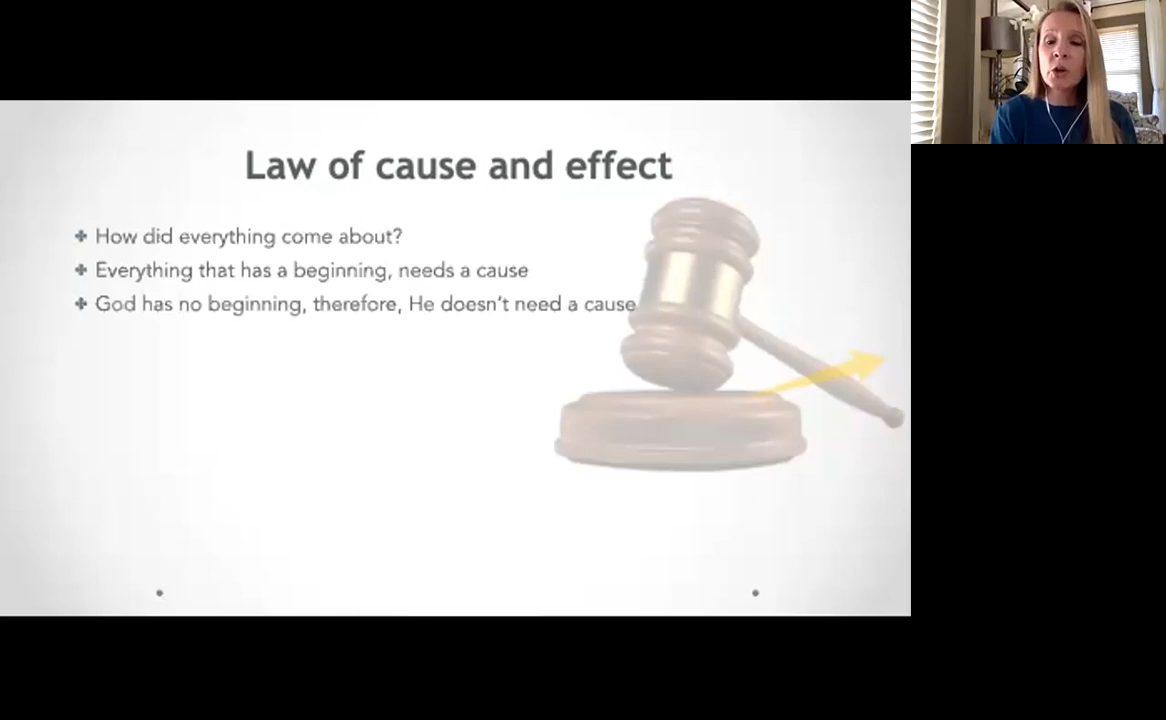 Law of cause and effect
How did everything come about?
Everything that has a beginning, needs a cause
God has no beginning, therefore, He doesn't need a cause